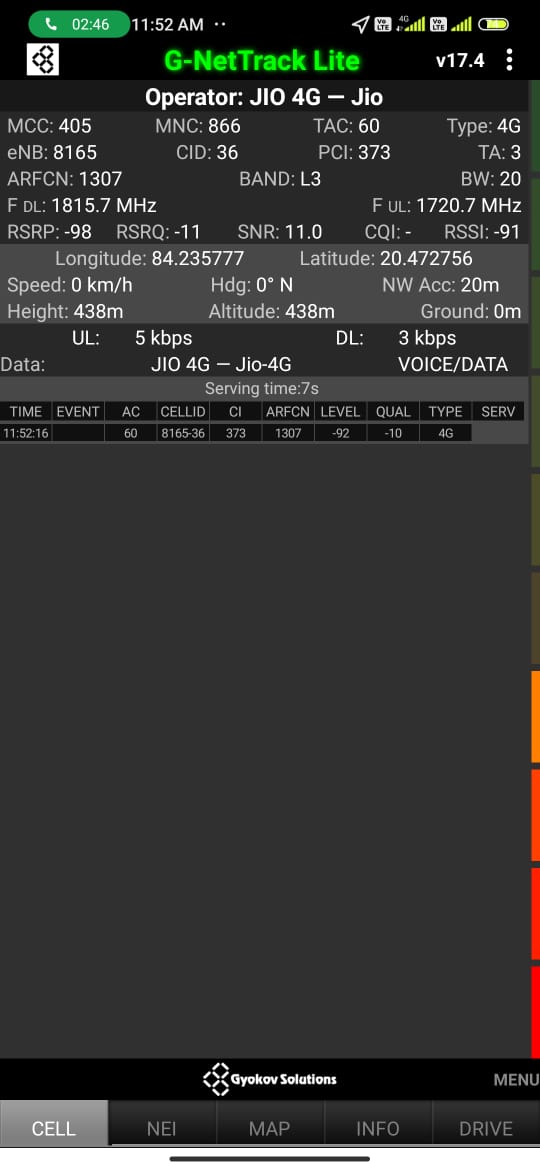 02:46 11:52 AM ·· Vo LTE 4G Vo LTE
G-NetTrack Lite v17.4
Operator: JIO 4G — Jio
MCC: 405 MNC: 866 TAC: 60 Type: 4G
eNB: 8165 CID: 36 PCI: 373 TA: 3
ARFCN: 1307 BAND: L3 BW: 20
F DL: 1815.7 MHz F UL: 1720.7 MHz
RSRP: -98 RSRQ: -11 SNR: 11.0 CQI: - RSSI: -91
Longitude: 84.235777 Latitude: 20.472756
Speed: 0 km/h Hdg: 0° N NW Acc: 20m
Height: 438m Altitude: 438m Ground: 0m
UL: 5 kbps DL: 3 kbps
Data: JIO 4G — Jio-4G VOICE/DATA
Serving time:7s
TIME EVENT AC CELLID CI ARFCN LEVEL QUAL TYPE SERV
11:52:16 60 8165-36 373 1307 -92 -10 4G
Gyokov Solutions MENU
CELL NEI MAP INFO DRIVE